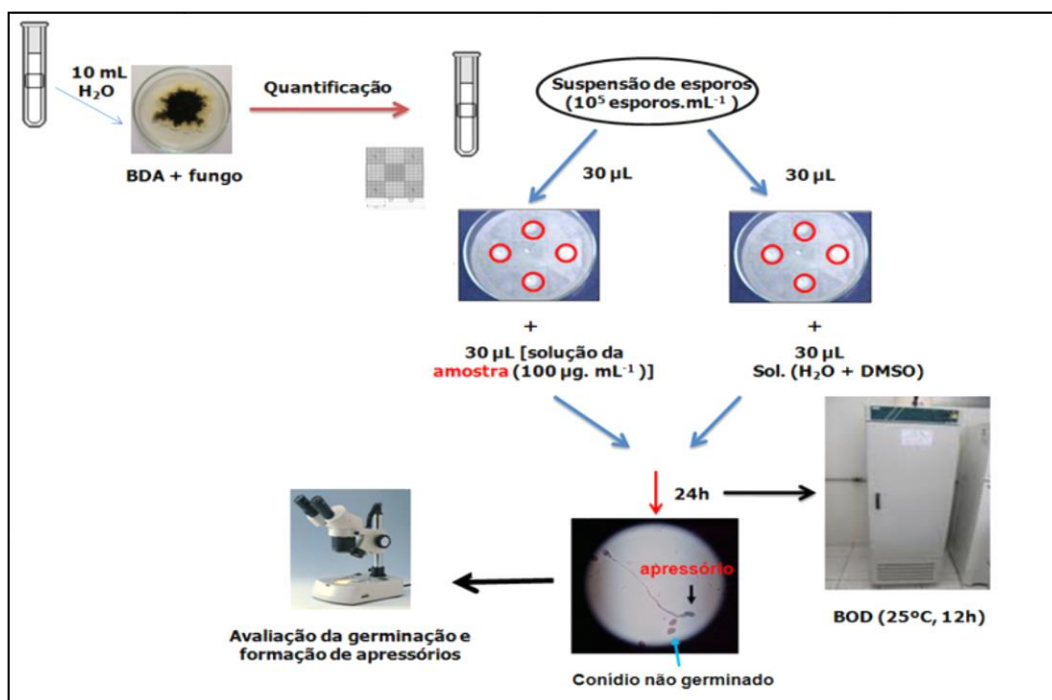 10 mL
H₂O
Quantificação
BDA + fungo
Suspensão de esporos
(10⁵ esporos.mL⁻¹ )
30 µL
30 µL
+
30 µL [solução da
amostra (100 µg. mL⁻¹ )]
+
30 µL
Sol. (H₂O + DMSO)
24h
apressório
Conídio não germinado
BOD (25ºC, 12h)
Avaliação da germinação e
formação de apressórios